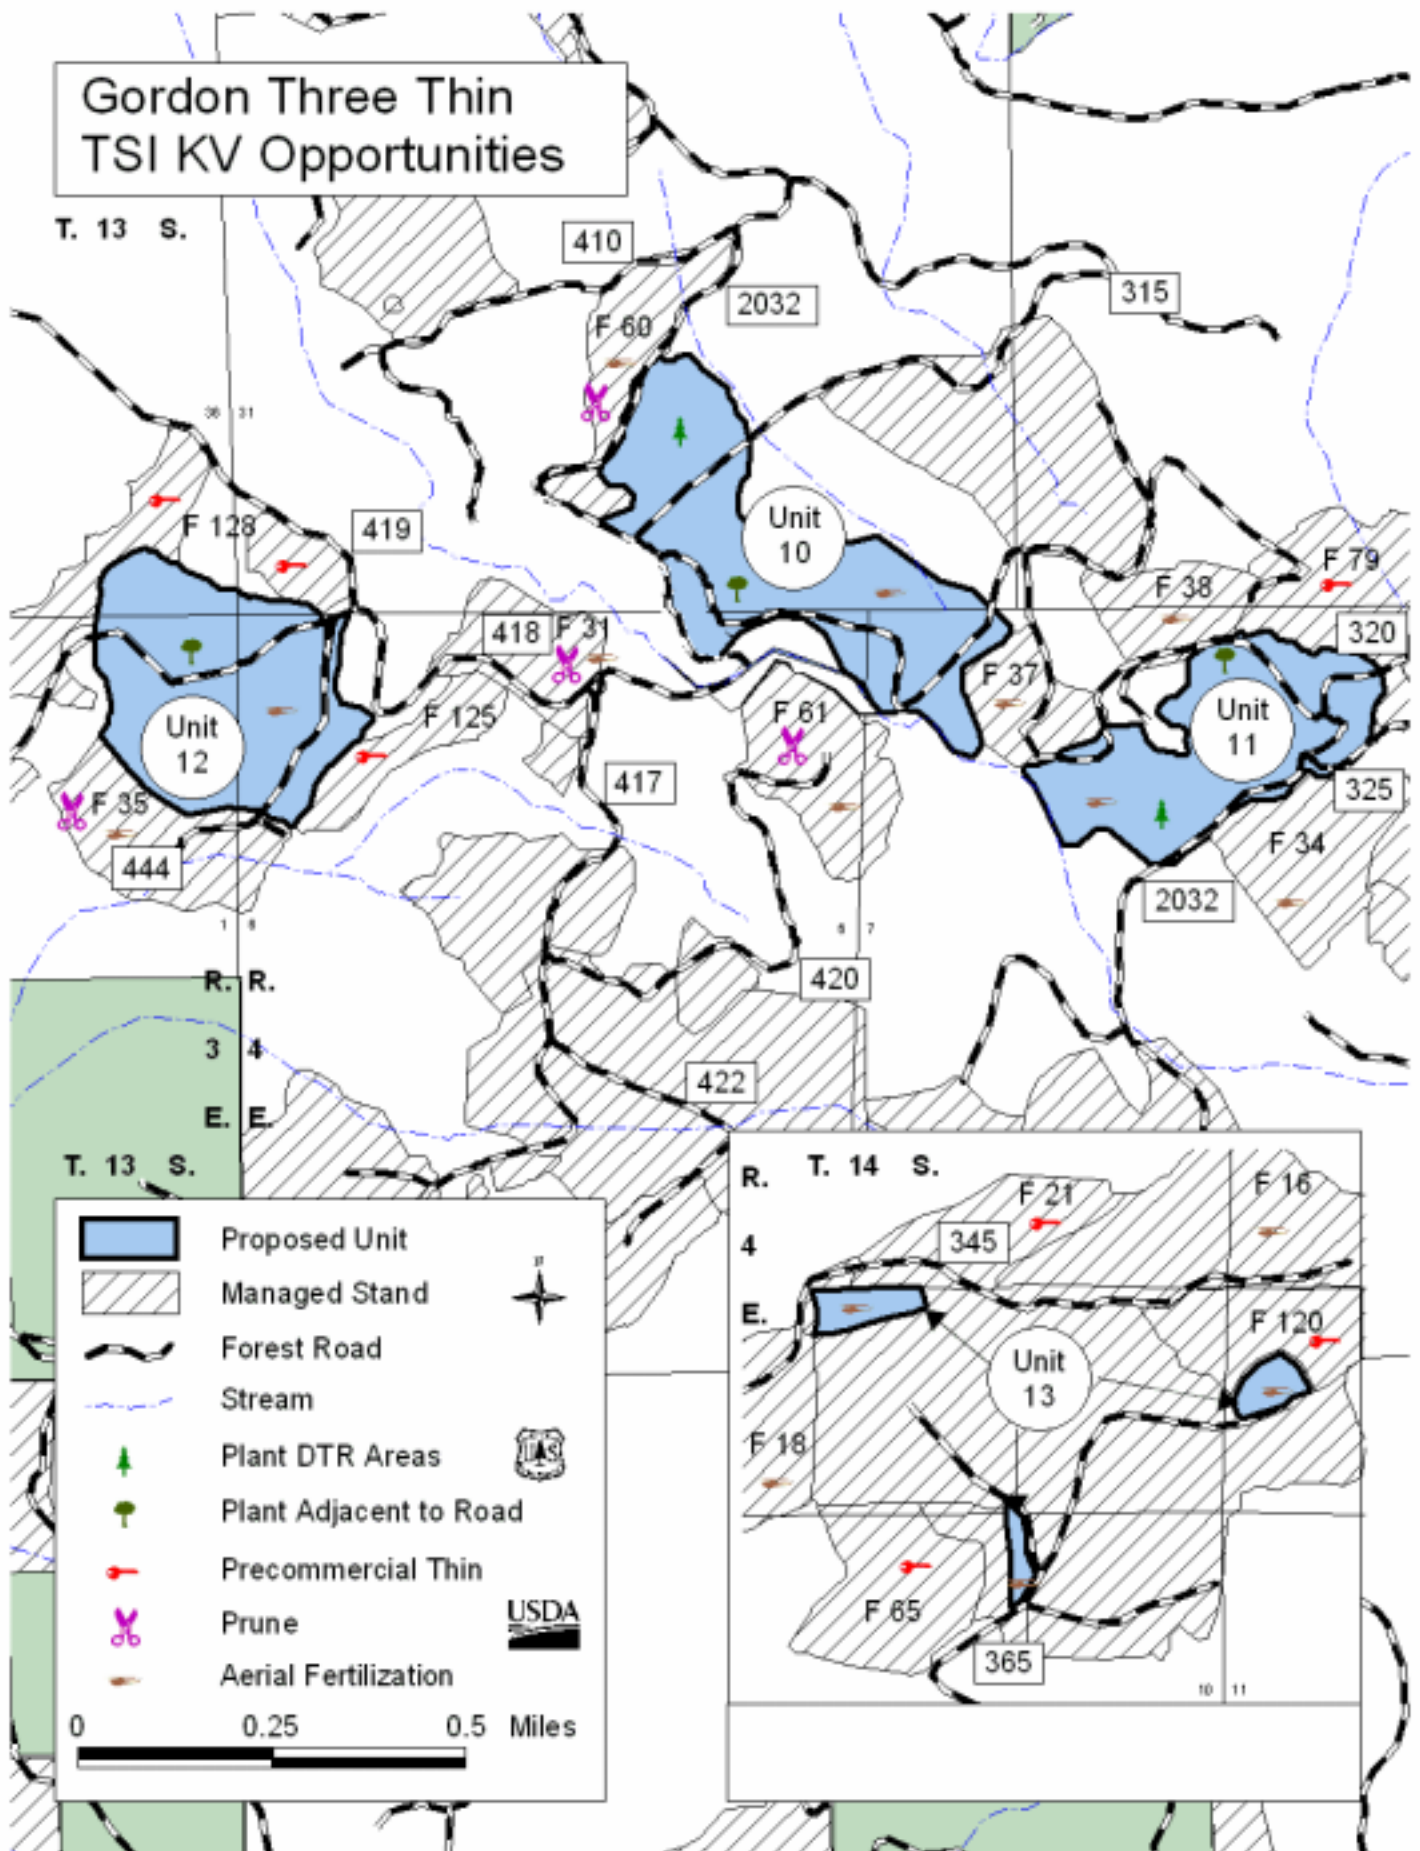 Gordon Three Thin
TSI KV Opportunities
T. 13 S.
410
2032
315
F 60
36 31
Unit
10
F 128
419
F 79
F 38
418
F 31
320
F 37
F 125
F 61
Unit
11
Unit
12
417
F 35
325
444
F 34
2032
1 6
6 7
R. R.
420
3 4
422
E. E.
T. 13 S.
R. T. 14 S.
F 21
F 16
4
345
E.
F 120
Unit
13
F 18
F 65
365
10 11
Proposed Unit
Managed Stand
Forest Road
Stream
U S
Plant DTR Areas
Plant Adjacent to Road
Precommercial Thin
USDA
Prune
Aerial Fertilization
0 0.25 0.5 Miles